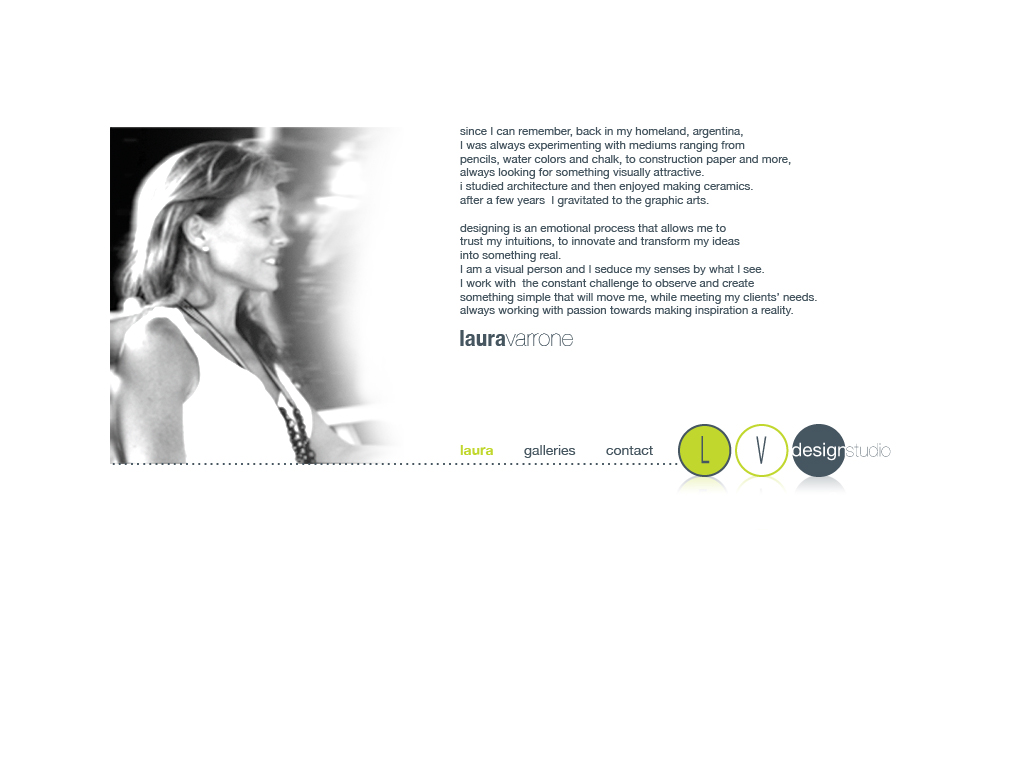 since I can remember, back in my homeland, argentina,
I was always experimenting with mediums ranging from
pencils, water colors and chalk, to construction paper and more,
always looking for something visually attractive.
i studied architecture and then enjoyed making ceramics.
after a few years I gravitated to the graphic arts.
designing is an emotional process that allows me to
trust my intuitions, to innovate and transform my ideas
into something real.
I am a visual person and I seduce my senses by what I see.
I work with the constant challenge to observe and create
something simple that will move me, while meeting my clients' needs.
always working with passion towards making inspiration a reality.
lauravarrone
laura galleries contact L V designstudio